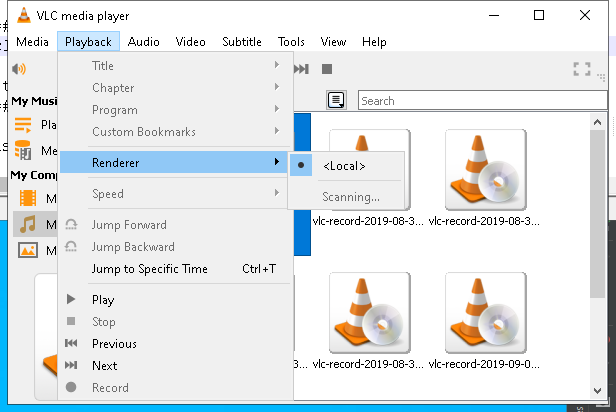 VLC media player
Media Playback Audio Video Subtitle Tools View Help
Title
Chapter
Program
Custom Bookmarks
Renderer
<Local>
Scanning...
Speed
Jump Forward
Jump Backward
Jump to Specific Time Ctrl+T
Play
Stop
Previous
Next
Record
Search
My Musi
Pla
Me
My Comp
M
M
M
vlc-record-2019-08-3...
vlc-record-2019-08-3...
vlc-record-2019-08-3...
vlc-record-2019-09-0...